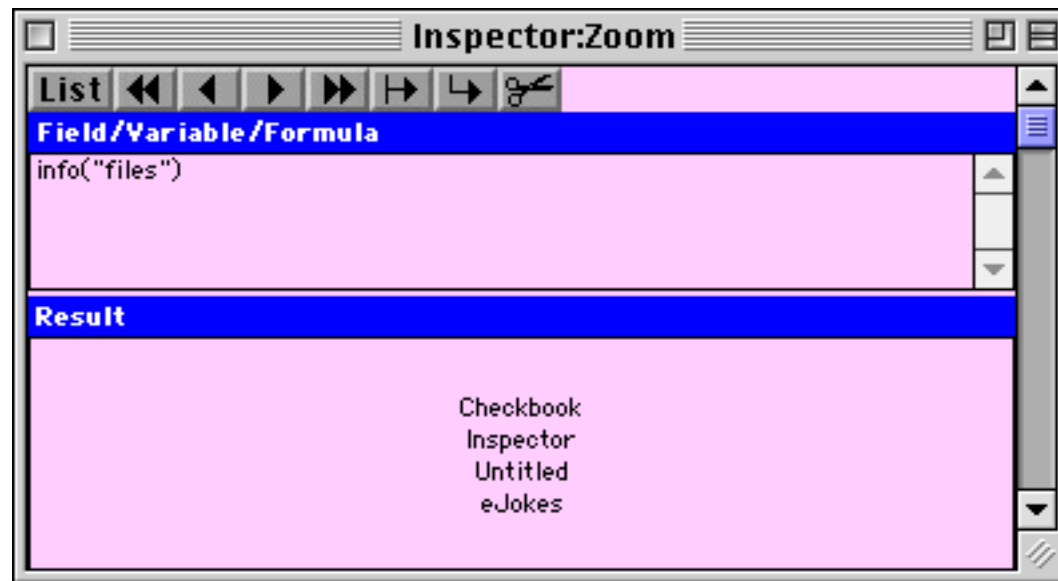 Inspector:Zoom
List
Field/Variable/Formula
info("files")
Result
Checkbook
Inspector
Untitled
eJokes